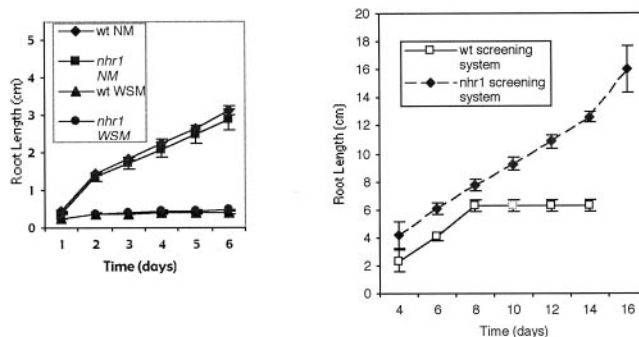 wt NM
nhr1
NM
wt WSM
nhr1
WSM
Root Length (cm)
5
3
2
1
0
1 2 3 4 5 6
Time (days)
wt screening
system
nhr1 screening
system
Root Length (cm)
20
18
16
14
12
10
8
6
4
2
0
4 6 8 10 12 14 16
Time (days)